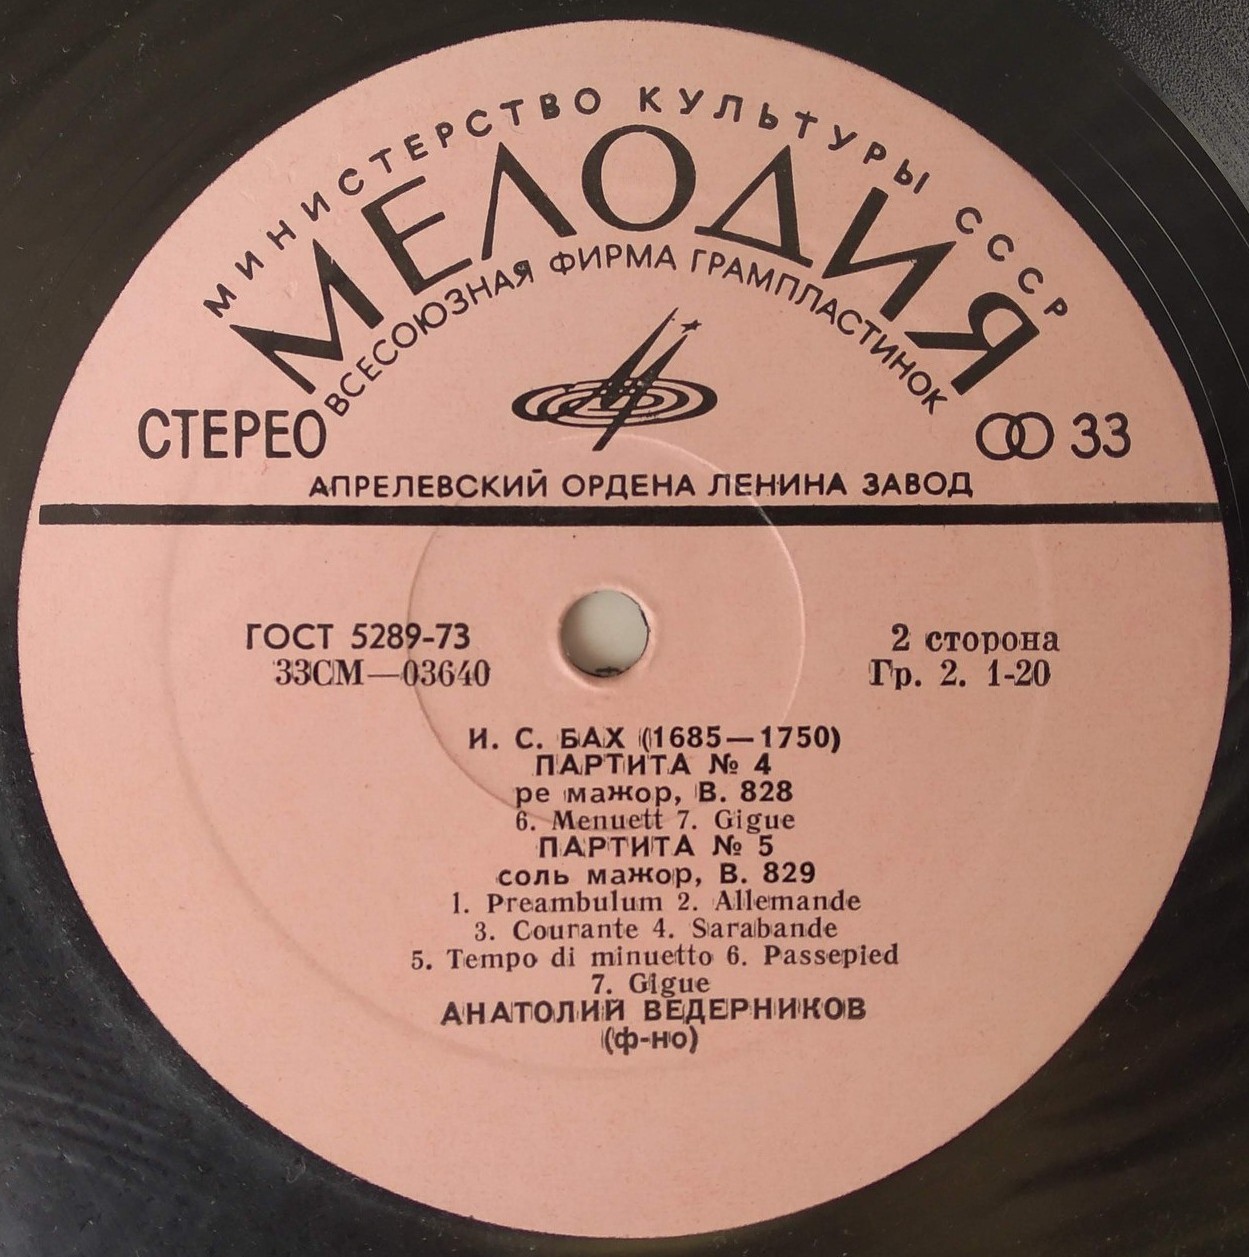 МИНИСТЕРСТВО КУЛЬТУРЫ СССР
МЕЛОДИЯ
ВСЕСОЮЗНАЯ ФИРМА ГРАМПЛАСТИНОК
СТЕРЕО
33
АПРЕЛЕВСКИЙ ОРДЕНА ЛЕНИНА ЗАВОД
ГОСТ 5289-73
33СМ—03640
2 сторона
Гр. 2. 1-20
И. С. БАХ (1685—1750)
ПАРТИТА № 4
ре мажор, В. 828
6. Menuett 7. Gigue
ПАРТИТА № 5
соль мажор, В. 829
1. Preambulum 2. Allemande
3. Courante 4. Sarabande
5. Tempo di minuetto 6. Passepied
7. Gigue
АНАТОЛИЙ ВЕДЕРНИКОВ
(ф-но)